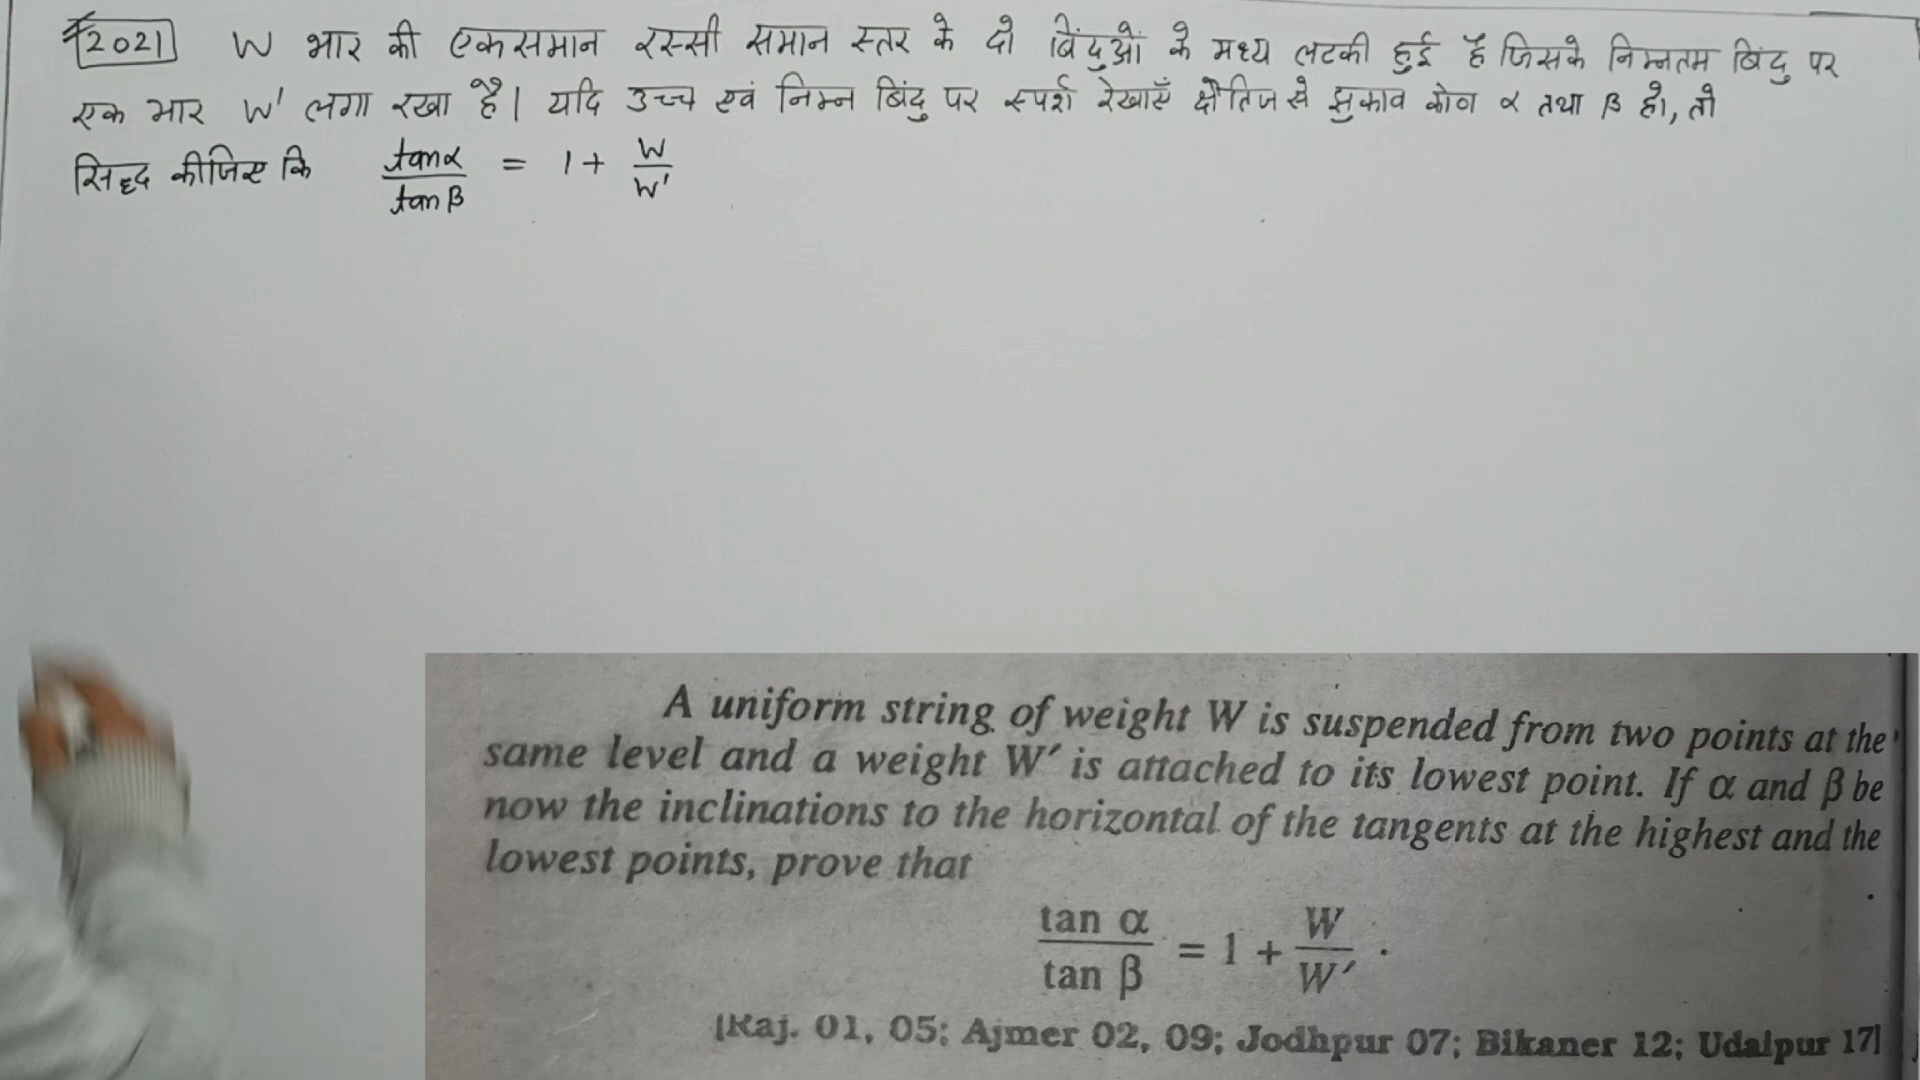 2021 W भार की एकसमान रस्सी समान स्तर के दो बिंदुओं के मध्य लटकी हुई है जिसके निम्नतम बिंदु पर
एक भार W' लगा रखा है। यदि उच्च एवं निम्न बिंदु पर स्पर्श रेखाएँ क्षैतिज से झुकाव कोण α तथा β हो, तो
सिद्ध कीजिए कि tanα / tanβ = 1 + W / W'
A uniform string of weight W is suspended from two points at the
same level and a weight W′ is attached to its lowest point. If α and β be
now the inclinations to the horizontal of the tangents at the highest and the
lowest points, prove that
tan α / tan β = 1 + W / W′ .
[Raj. 01, 05; Ajmer 02, 09; Jodhpur 07; Bikaner 12; Udaipur 17]